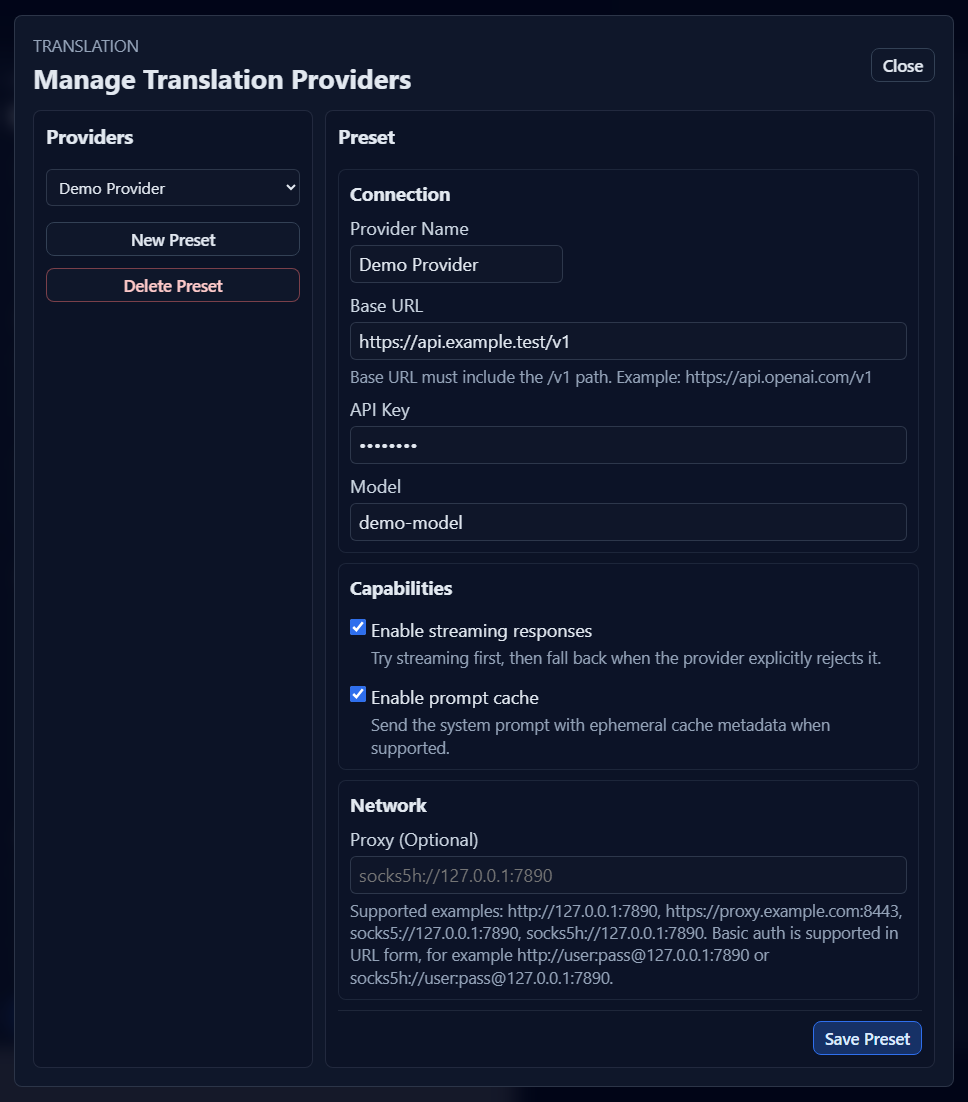 TRANSLATION
Manage Translation Providers
Close
Providers
Demo Provider
New Preset
Delete Preset
Preset
Connection
Provider Name
Demo Provider
Base URL
https://api.example.test/v1
Base URL must include the /v1 path. Example: https://api.openai.com/v1
API Key
••••••••
Model
demo-model
Capabilities
Enable streaming responses
Try streaming first, then fall back when the provider explicitly rejects it.
Enable prompt cache
Send the system prompt with ephemeral cache metadata when
supported.
Network
Proxy (Optional)
socks5h://127.0.0.1:7890
Supported examples: http://127.0.0.1:7890, https://proxy.example.com:8443,
socks5://127.0.0.1:7890, socks5h://127.0.0.1:7890. Basic auth is supported in
URL form, for example http://user:pass@127.0.0.1:7890 or
socks5h://user:pass@127.0.0.1:7890.
Save Preset